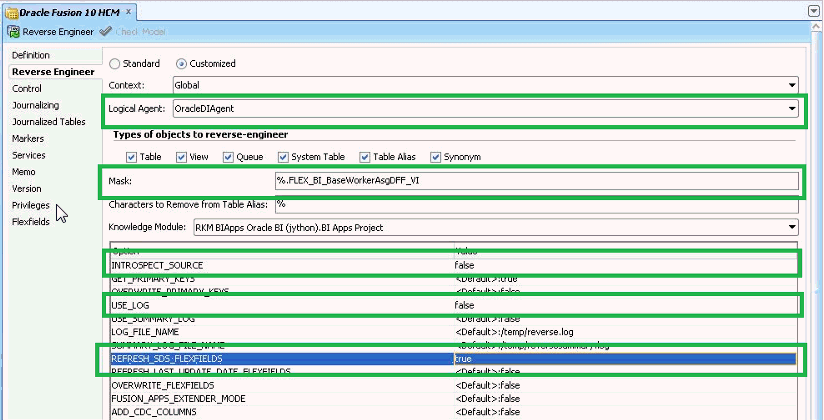 Oracle Fusion 10 HCM x
Reverse Engineer Check Model
Definition
Reverse Engineer
Control
Journalizing
Journalized Tables
Markers
Services
Memo
Version
Privileges
Flexfields
Standard Customized
Context: Global
Logical Agent: OracleDIAgent
Types of objects to reverse-engineer
Table View Queue System Table Table Alias Synonym
Mask: %.FLEX_BI_BaseWorkerAsgDFF_VI
Characters to Remove from Table Alias: %
Knowledge Module: RKM BIApps Oracle BI (jython).BI Apps Project
Option Value
INTROSPECT_SOURCE false
GET_PRIMARY_KEYS <Default>:true
OVERWRITE_PRIMARY_KEYS <Default>:false
USE_LOG false
USE_SUMMARY_LOG <Default>:false
LOG_FILE_NAME <Default>:/temp/reverse.log
SUMMARY_LOG_FILE_NAME <Default>:/temp/reversesummary.log
REFRESH_SDS-FLEXFIELDS true
REFRESH_LAST_UPDATE_DATE_FLEXFIELDS <Default>:false
OVERWRITE_FLEXFIELDS <Default>:false
FUSION_APPS_EXTENDER_MODE <Default>:false
ADD_CDC_COLUMNS <Default>:false